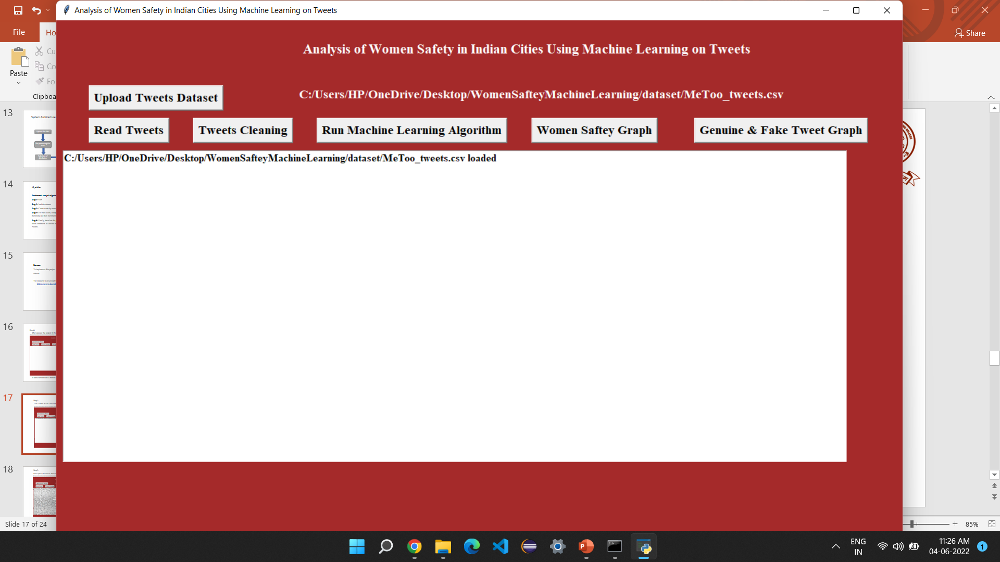 Analysis of Women Safety in Indian Cities Using Machine Learning on Tweets
File
Ho
Share
Analysis of Women Safety in Indian Cities Using Machine Learning on Tweets
Cu
Co
Fo
Paste
Clipboa
Upload Tweets Dataset
C:/Users/HP/OneDrive/Desktop/WomenSafteyMachineLearning/dataset/MeToo_tweets.csv
Read Tweets
Tweets Cleaning
Run Machine Learning Algorithm
Women Saftey Graph
Genuine & Fake Tweet Graph
C:/Users/HP/OneDrive/Desktop/WomenSafteyMachineLearning/dataset/MeToo_tweets.csv loaded
13
System Architecture
14
Algorithm
15
16
17
18
Slide 17 of 24
85%
ENG
IN
11:26 AM
04-06-2022
1